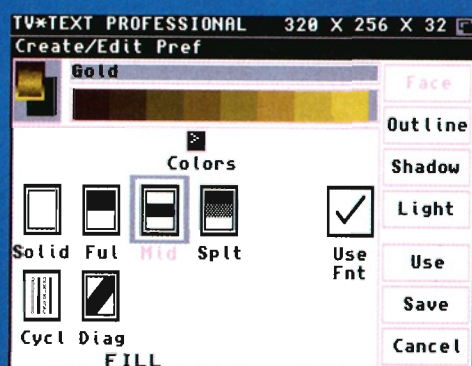 TV*TEXT PROFESSIONAL 320 X 256 X 32
Create/Edit Pref
Gold
Face
Outline
Colors
Shadow
Light
Solid Ful Mid Splt
Use Fnt
Use
Save
Cycl Diag
Cancel
FILL